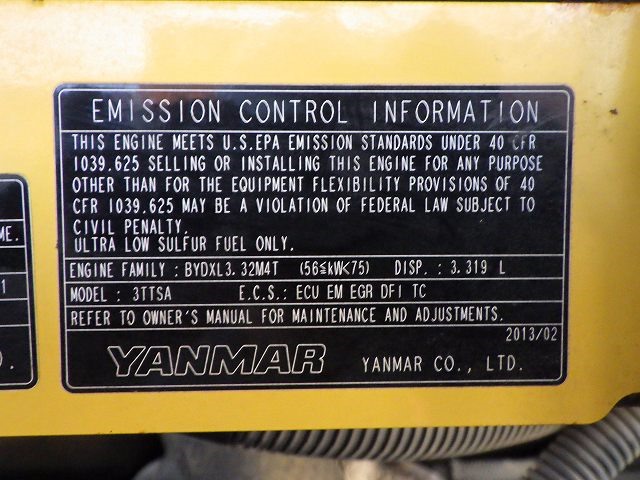 EMISSION CONTROL INFORMATION
THIS ENGINE MEETS U.S.EPA EMISSION STANDARDS UNDER 40 CFR
1039.625 SELLING OR INSTALLING THIS ENGINE FOR ANY PURPOSE
OTHER THAN FOR THE EQUIPMENT FLEXIBILITY PROVISIONS OF 40
CFR 1039.625 MAY BE A VIOLATION OF FEDERAL LAW SUBJECT TO
CIVIL PENALTY.
ULTRA LOW SULFUR FUEL ONLY.
ENGINE FAMILY : BYDXL3.32M4T (56≦kW<75) DISP. : 3.319 L
MODEL : 3TTSA E.C.S.: ECU EM EGR DFI TC
REFER TO OWNER'S MANUAL FOR MAINTENANCE AND ADJUSTMENTS.
2013/02
YANMAR YANMAR CO., LTD.
ME.
1
.